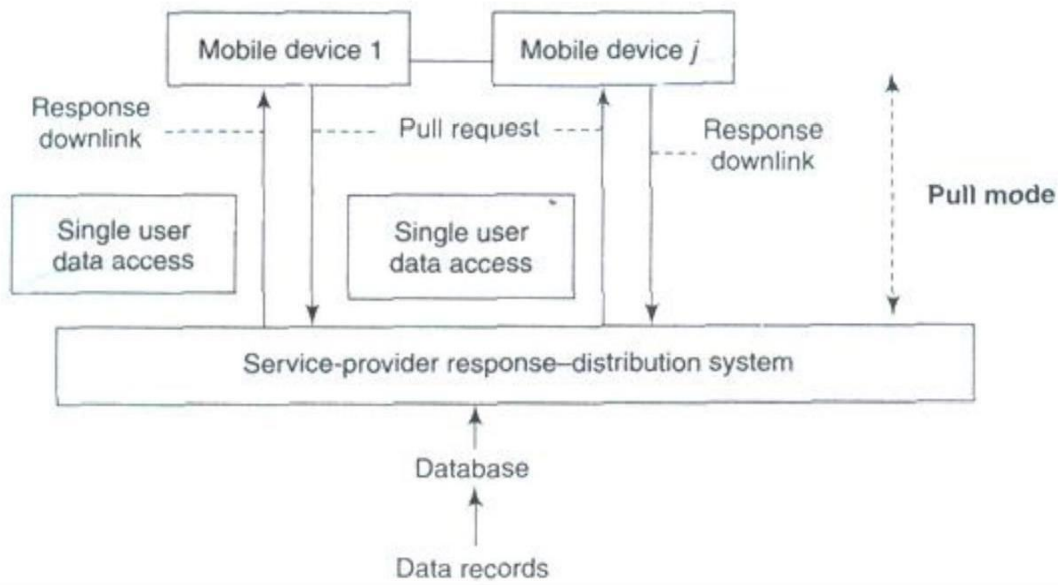 Mobile device 1
Mobile device j
Response
downlink
Pull request
Response
downlink
Pull mode
Single user
data access
Single user
data access
Service-provider response–distribution system
Database
Data records